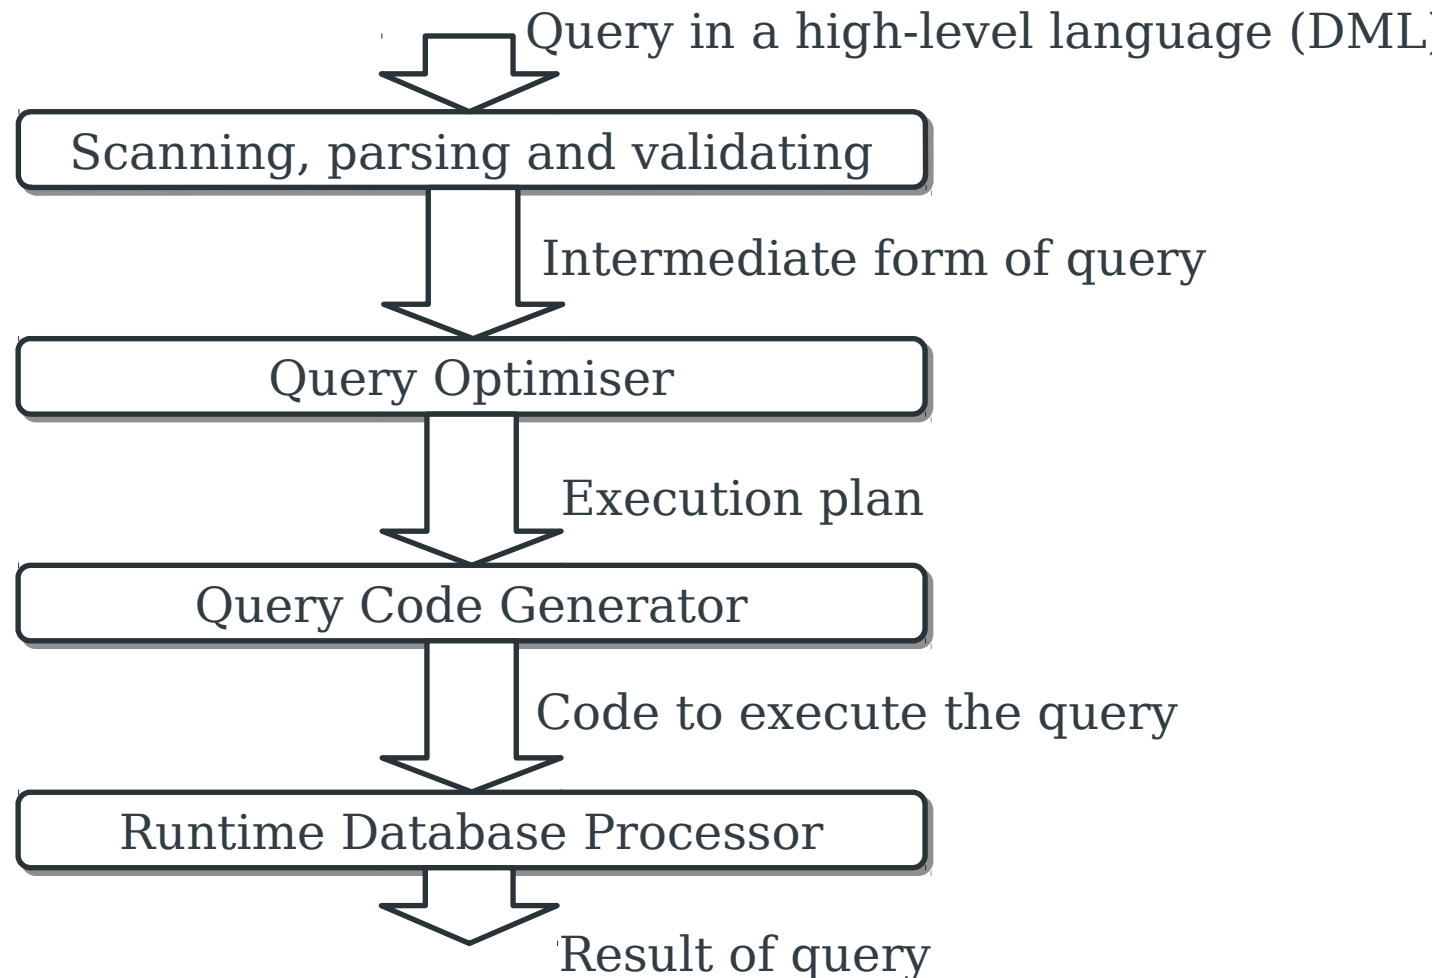 Query in a high-level language (DML)
Scanning, parsing and validating
Intermediate form of query
Query Optimiser
Execution plan
Query Code Generator
Code to execute the query
Runtime Database Processor
Result of query